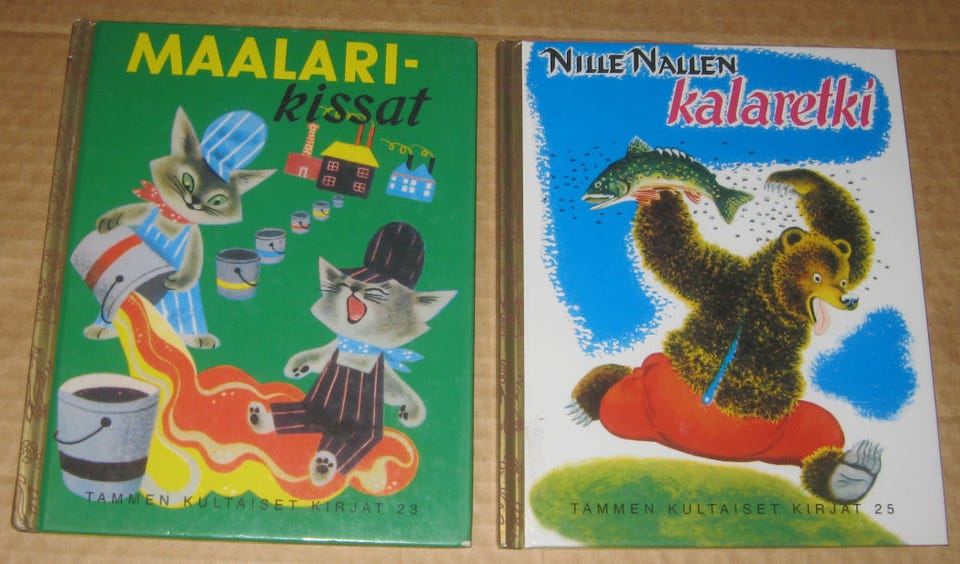 MAALARI-
kissat
TAMMEN KULTAISET KIRJAT 23
NILLE NALLEN
kalaretki
TAMMEN KULTAISET KIRJAT 25